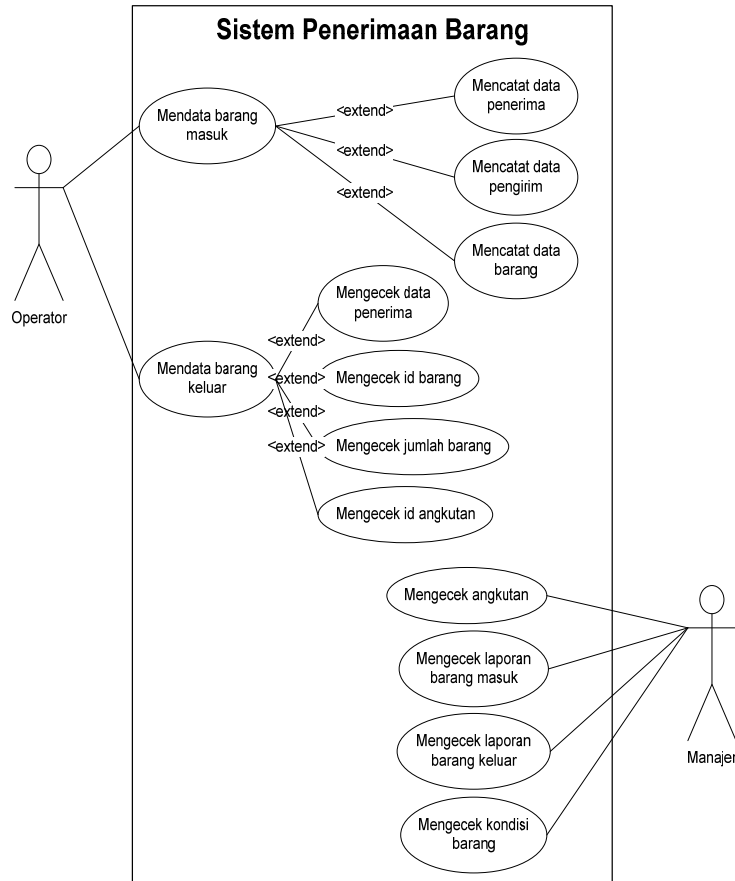 Sistem Penerimaan Barang
Mendata barang
masuk
<extend>
<extend>
<extend>
Mencatat data
penerima
Mencatat data
pengirim
Mencatat data
barang
Operator
Mendata barang
keluar
<extend>
<extend>
<extend>
<extend>
Mengecek data
penerima
Mengecek id barang
Mengecek jumlah barang
Mengecek id angkutan
Mengecek angkutan
Mengecek laporan
barang masuk
Mengecek laporan
barang keluar
Mengecek kondisi
barang
Manajer